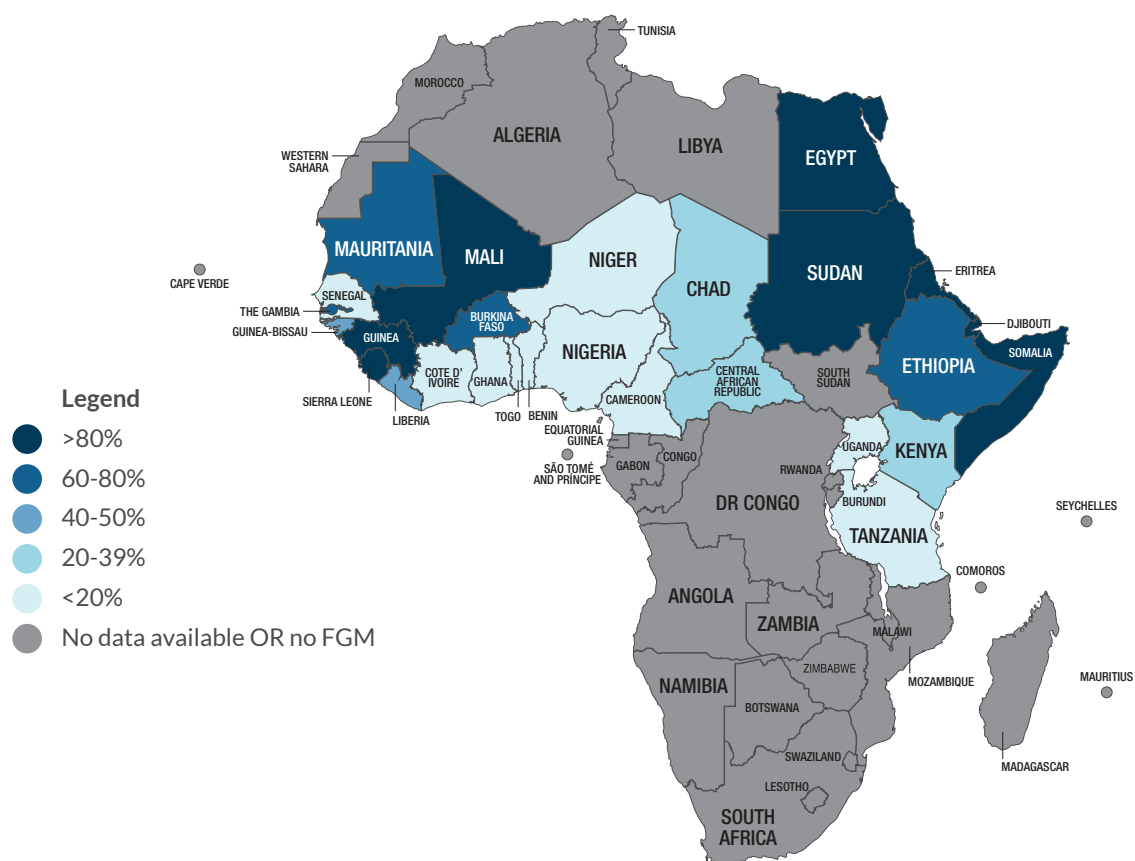 TUNISIA
MOROCCO
ALGERIA
LIBYA
EGYPT
WESTERN
SAHARA
MAURITANIA
MALI
NIGER
CHAD
SUDAN
ERITREA
CAPE VERDE
SENEGAL
THE GAMBIA
GUINEA-BISSAU
GUINEA
BURKINA
FASO
NIGERIA
DJIBOUTI
SOMALIA
ETHIOPIA
SOUTH
SUDAN
CENTRAL
AFRICAN
REPUBLIC
COTE D'
IVOIRE
GHANA
CAMEROON
SIERRA LEONE
LIBERIA
TOGO
BENIN
EQUATORIAL
GUINEA
SÃO TOMÉ
AND PRÍNCIPE
GABON
CONGO
UGANDA
KENYA
RWANDA
BURUNDI
DR CONGO
TANZANIA
SEYCHELLES
COMOROS
ANGOLA
ZAMBIA
MALAWI
MOZAMBIQUE
ZIMBABWE
NAMIBIA
BOTSWANA
MAURITIUS
MADAGASCAR
SWAZILAND
LESOTHO
SOUTH
AFRICA
Legend
>80%
60-80%
40-50%
20-39%
<20%
No data available OR no FGM